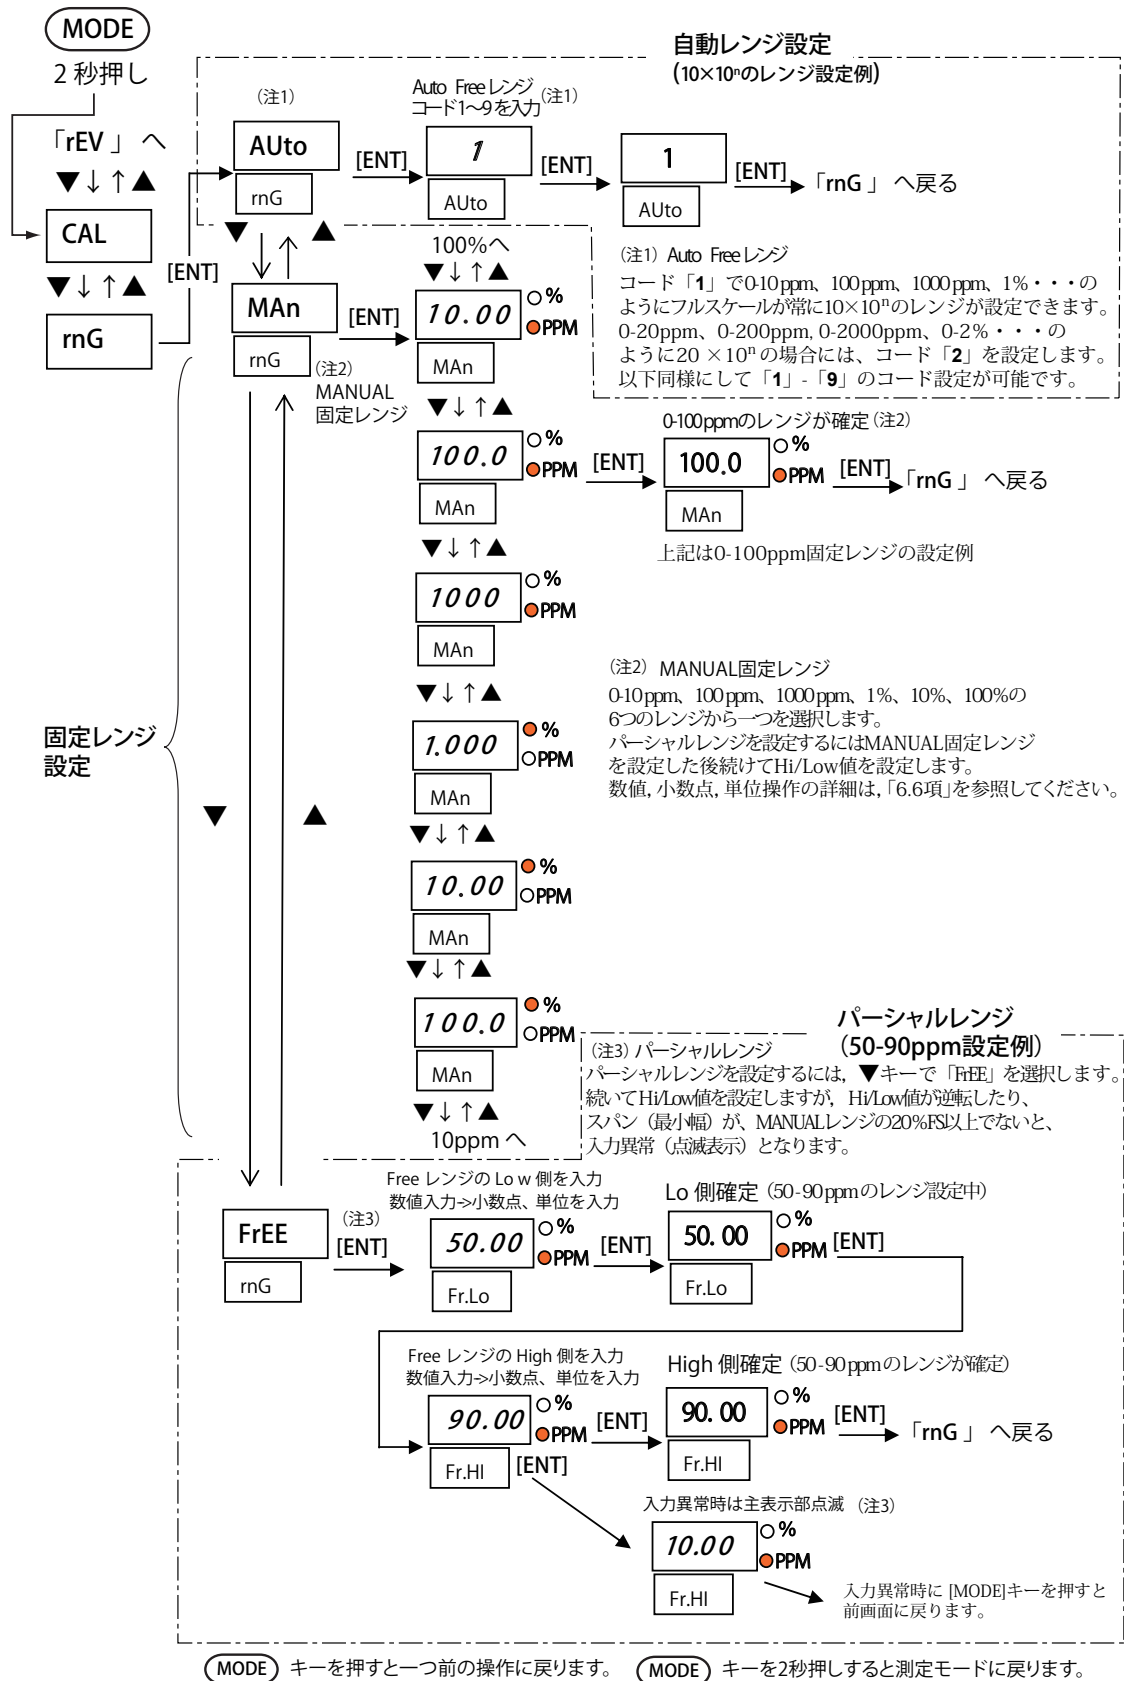 MODE
2 秒押し
「rEV 」 へ
▼↓ ↑▲
CAL
▼↓ ↑▲
rnG
[ENT]
自動レンジ設定
(10×10ⁿのレンジ設定例)
(注1)
AUto
rnG
[ENT]
Auto Freeレンジ
コード1〜9を入力 (注1)
1
AUto
[ENT]
1
AUto
[ENT]
「rnG 」 へ戻る
▼ ↓ ↑ ▲
(注1) Auto Freeレンジ
コード「1」で0-10ppm、100ppm、1000ppm、1%・・・の
ようにフルスケールが常に10×10ⁿのレンジが設定できます。
0-20ppm、0-200ppm, 0-2000ppm、0-2%・・・の
ように20 ×10ⁿの場合には、コード「2」を設定します。
以下同様にして「1」-「9」のコード設定が可能です。
MAn
rnG
[ENT]
(注2)
MANUAL
固定レンジ
100%へ
▼↓ ↑▲
10.00
%
PPM
MAn
▼↓ ↑▲
100.0
%
PPM
MAn
[ENT]
0-100ppmのレンジが確定(注2)
100.0
%
PPM
MAn
[ENT]
「rnG 」 へ戻る
上記は0-100ppm固定レンジの設定例
▼↓ ↑▲
1000
%
PPM
MAn
▼↓ ↑▲
1.000
%
PPM
MAn
▼↓ ↑▲
10.00
%
PPM
MAn
▼↓ ↑▲
100.0
%
PPM
MAn
▼↓ ↑▲
10ppm へ
(注2) MANUAL固定レンジ
0-10ppm、100ppm、1000ppm、1%、10%、100%の
6つのレンジから一つを選択します。
パーシャルレンジを設定するにはMANUAL固定レンジ
を設定した後続けてHi/Low値を設定します。
数値,小数点,単位操作の詳細は,「6.6項」を参照してください。
固定レンジ
設定
▼ ▲
パーシャルレンジ
(50-90ppm設定例)
(注3) パーシャルレンジ
パーシャルレンジを設定するには, ▼キーで「FrEE」を選択します。
続いてHi/Low値を設定しますが, Hi/Low値が逆転したり、
スパン(最小幅)が、MANUALレンジの20%FS以上でないと、
入力異常(点滅表示)となります。
FrEE
rnG
(注3)
[ENT]
Free レンジの Lo w 側を入力
数値入力->小数点、単位を入力
50.00
%
PPM
Fr.Lo
[ENT]
Lo 側確定 (50-90ppmのレンジ設定中)
50. 00
%
PPM
Fr.Lo
[ENT]
Free レンジの High 側を入力
数値入力->小数点、単位を入力
90.00
%
PPM
Fr.HI
[ENT]
High 側確定 (50-90ppmのレンジが確定)
90. 00
%
PPM
Fr.HI
[ENT]
「rnG 」 へ戻る
[ENT]
入力異常時は主表示部点滅 (注3)
10.00
%
PPM
Fr.HI
入力異常時に [MODE]キーを押すと
前画面に戻ります。
MODE キーを押すと一つ前の操作に戻ります。 MODE キーを2秒押しすると測定モードに戻ります。